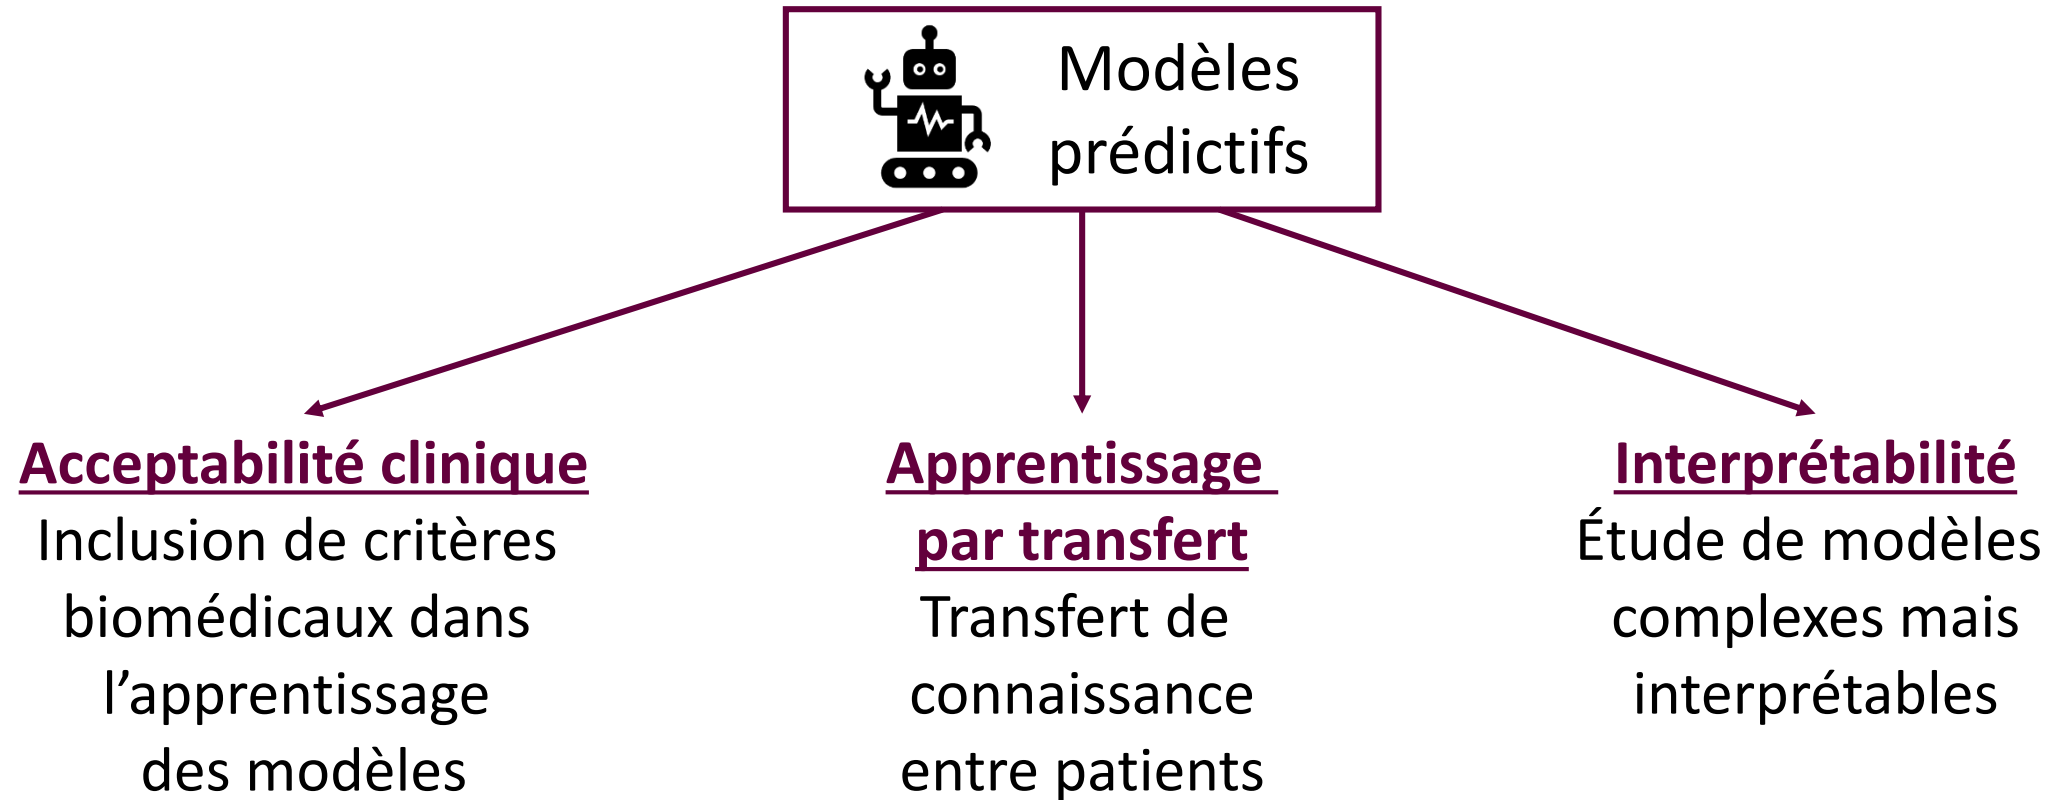 Modèles
prédictifs
Acceptabilité clinique
Inclusion de critères
biomédicaux dans
l’apprentissage
des modèles
Apprentissage
par transfert
Transfert de
connaissance
entre patients
Interprétabilité
Étude de modèles
complexes mais
interprétables